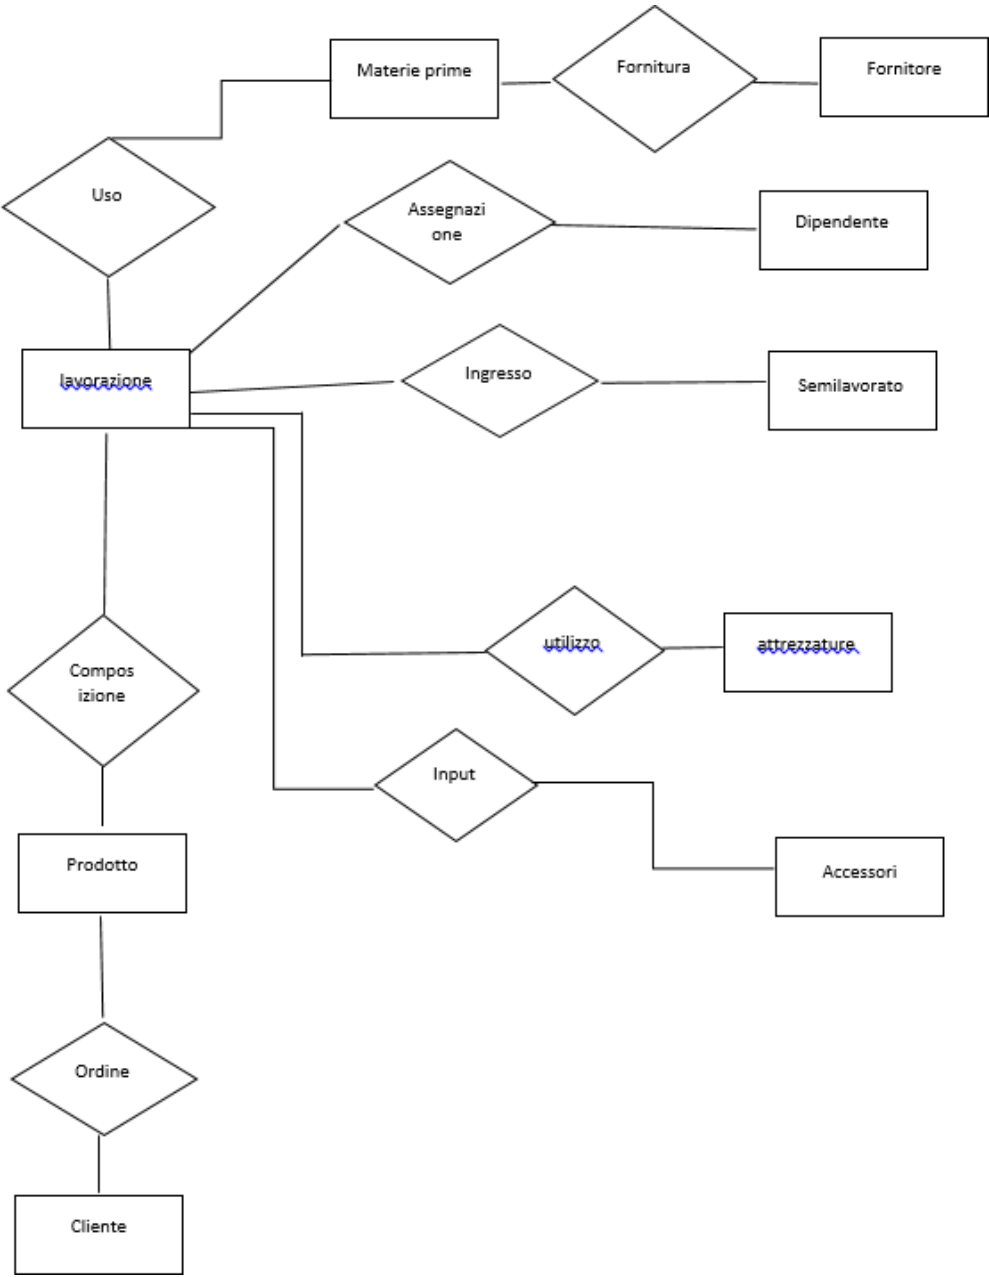 Materie prime
Fornitura
Fornitore
Uso
Assegnazi
one
Dipendente
lavorazione
Ingresso
Semilavorato
utilizzo
attrezzature
Compos
izione
Input
Prodotto
Accessori
Ordine
Cliente